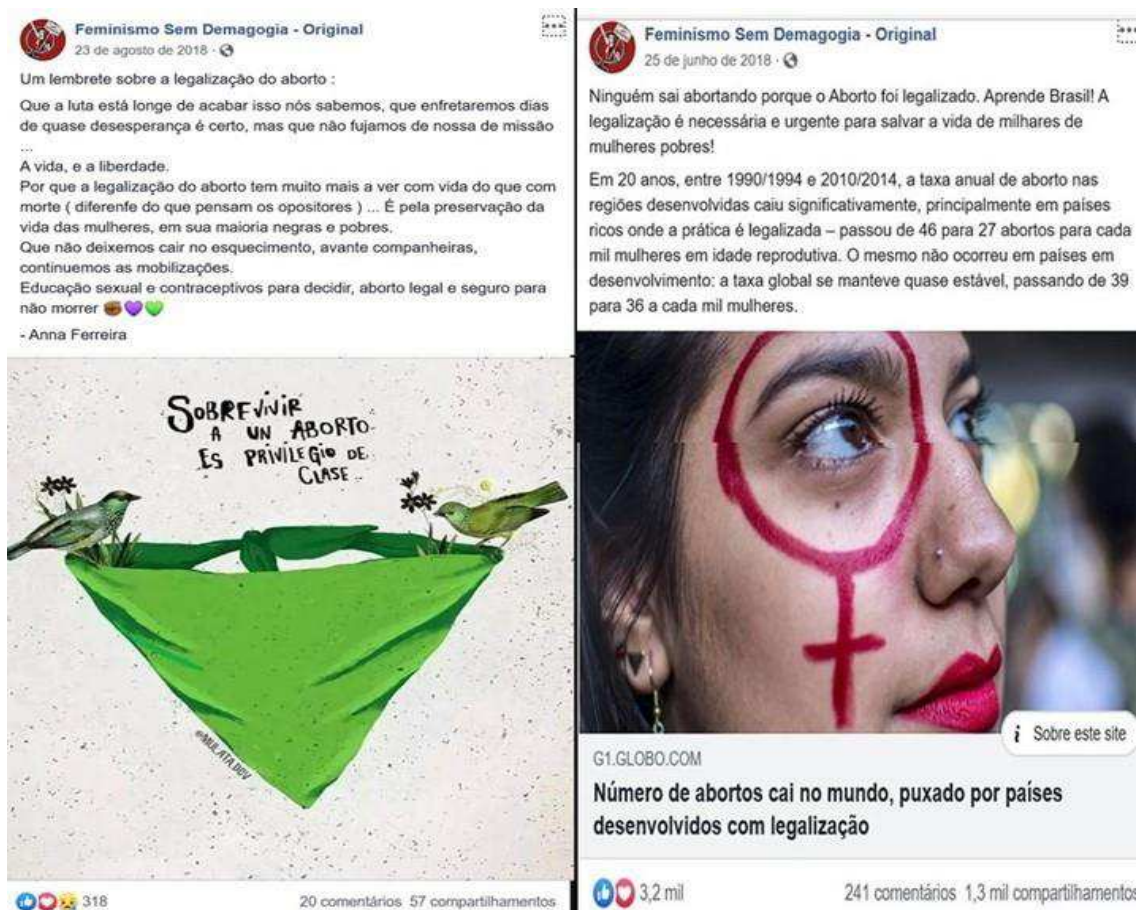 Feminismo Sem Demagogia - Original
23 de agosto de 2018 ·
Um lembrete sobre a legalização do aborto :
Que a luta está longe de acabar isso nós sabemos, que enfretaremos dias
de quase desesperança é certo, mas que não fujamos de nossa de missão
...
A vida, e a liberdade.
Por que a legalização do aborto tem muito mais a ver com vida do que com
morte ( diferenfe do que pensam os opositores ) ... É pela preservação da
vida das mulheres, em sua maioria negras e pobres.
Que não deixemos cair no esquecimento, avante companheiras,
continuemos as mobilizações.
Educação sexual e contraceptivos para decidir, aborto legal e seguro para
não morrer ✊🏾💜💚
- Anna Ferreira
SOBREVIVIR
A UN ABORTO
ES PRIVILEGIO DE
CLASE..
@MULATA.DGV
318
20 comentários 57 compartilhamentos
Feminismo Sem Demagogia - Original
25 de junho de 2018 ·
Ninguém sai abortando porque o Aborto foi legalizado. Aprende Brasil! A
legalização é necessária e urgente para salvar a vida de milhares de
mulheres pobres!
Em 20 anos, entre 1990/1994 e 2010/2014, a taxa anual de aborto nas
regiões desenvolvidas caiu significativamente, principalmente em países
ricos onde a prática é legalizada – passou de 46 para 27 abortos para cada
mil mulheres em idade reprodutiva. O mesmo não ocorreu em países em
desenvolvimento: a taxa global se manteve quase estável, passando de 39
para 36 a cada mil mulheres.
i Sobre este site
G1.GLOBO.COM
Número de abortos cai no mundo, puxado por países
desenvolvidos com legalização
3,2 mil
241 comentários 1,3 mil compartilhamentos